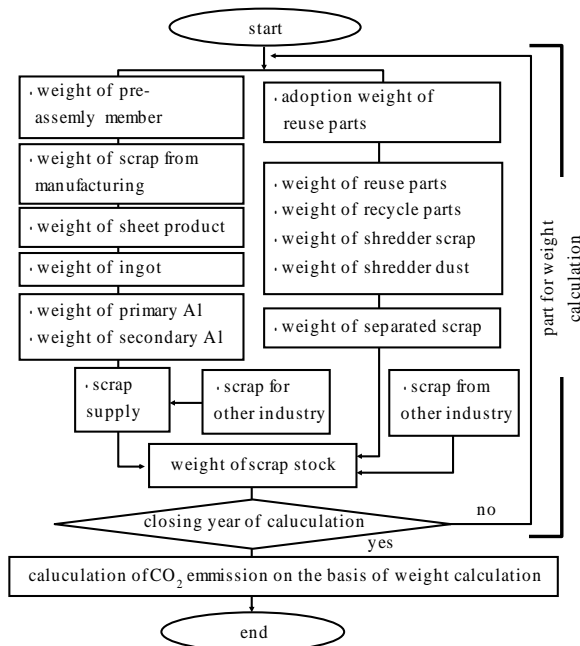 start
· weight of pre-
assemly member
· weight of scrap from
manufacturing
· weight of sheet product
· weight of ingot
· weight of primary Al
· weight of secondary Al
· scrap
supply
· scrap for
other industry
· adoption weight of
reuse parts
· weight of reuse parts
· weight of recycle parts
· weight of shredder scrap
· weight of shredder dust
· weight of separated scrap
· scrap from
other industry
weight of scrap stock
closing year of caluculation
no
yes
part for weight
calculation
caluculation of CO₂ emmission on the basis of weight calculation
end